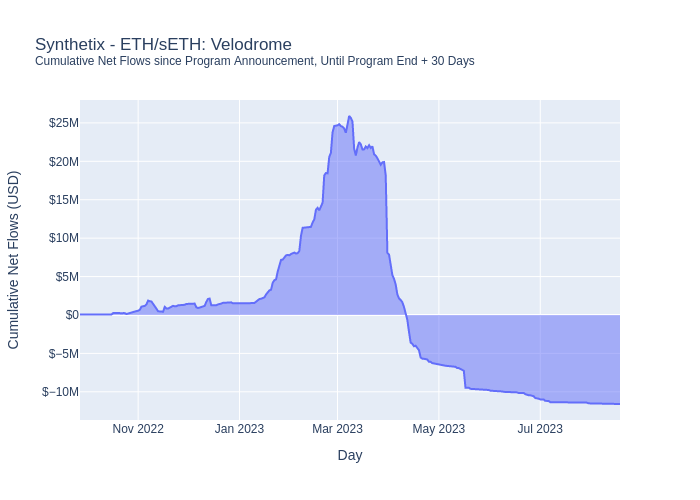 Synthetix - ETH/sETH: Velodrome
Cumulative Net Flows since Program Announcement, Until Program End + 30 Days
Cumulative Net Flows (USD)
$25M
$20M
$15M
$10M
$5M
$0
$−5M
$−10M
Nov 2022 Jan 2023 Mar 2023 May 2023 Jul 2023
Day